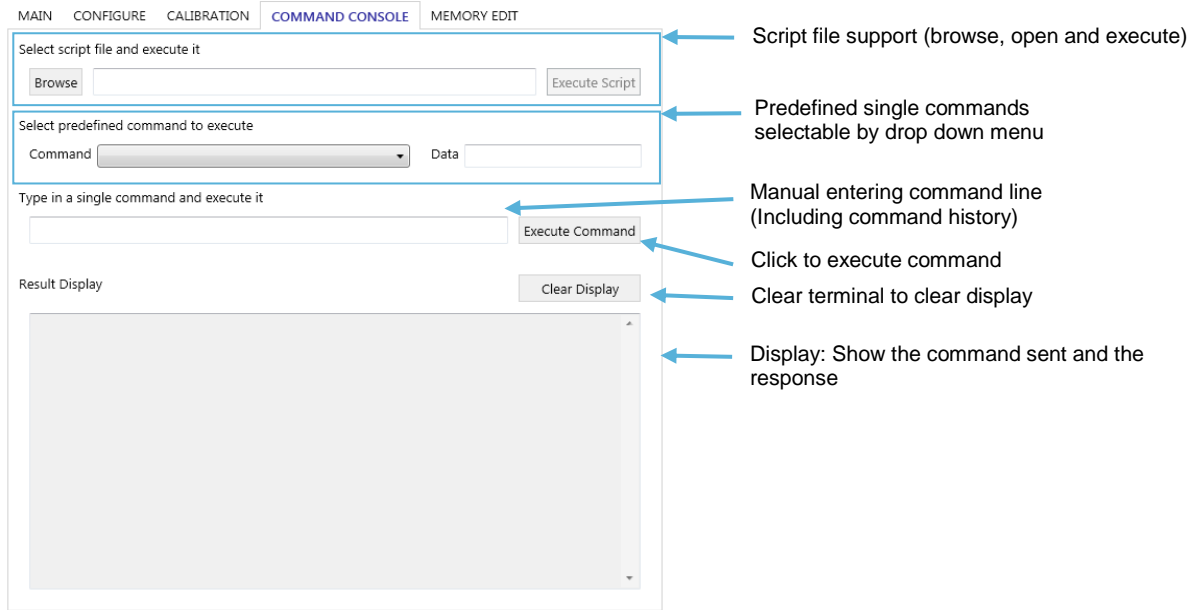 MAIN CONFIGURE CALIBRATION COMMAND CONSOLE MEMORY EDIT
Select script file and execute it
Browse Execute Script
Script file support (browse, open and execute)
Select predefined command to execute
Command Data
Predefined single commands
selectable by drop down menu
Type in a single command and execute it
Execute Command
Manual entering command line
(Including command history)
Click to execute command
Result Display
Clear Display
Clear terminal to clear display
Display: Show the command sent and the
response